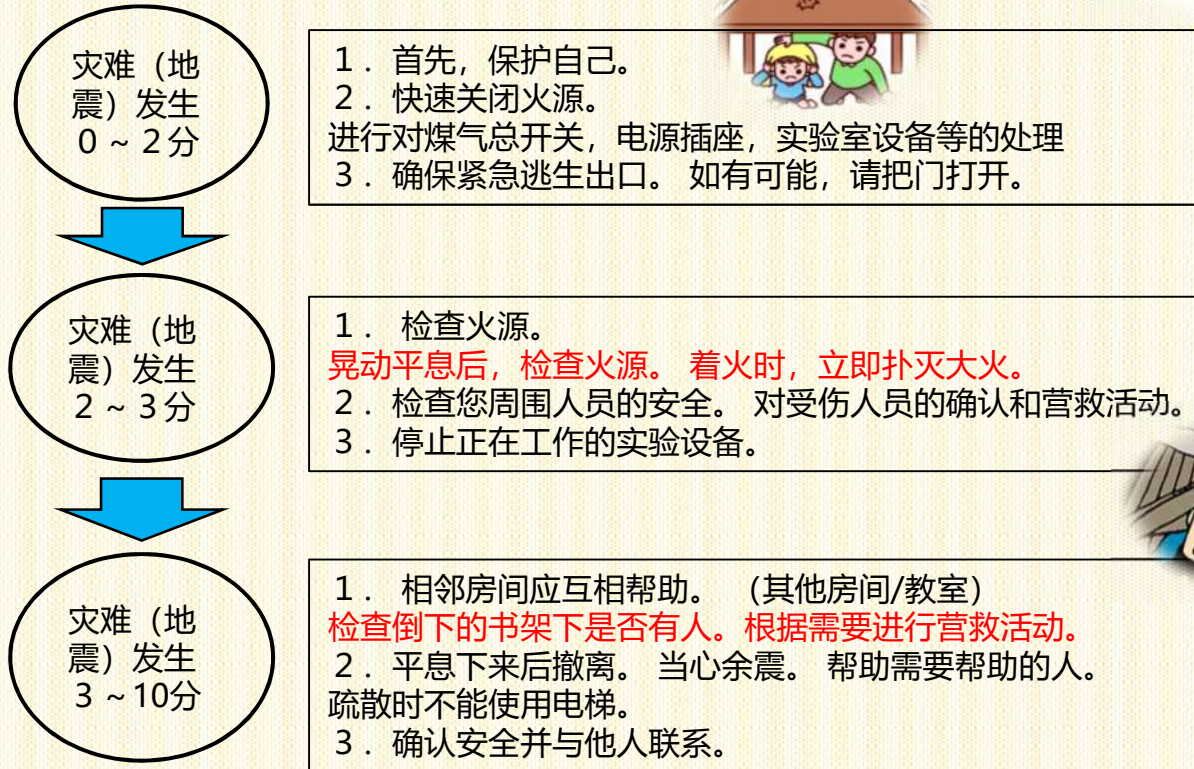 灾难（地
震）发生
0 ~ 2分
1．首先，保护自己。
2．快速关闭火源。
进行对煤气总开关，电源插座，实验室设备等的处理
3．确保紧急逃生出口。 如有可能，请把门打开。
灾难（地
震）发生
2 ~ 3分
1． 检查火源。
晃动平息后，检查火源。 着火时，立即扑灭大火。
2．检查您周围人员的安全。 对受伤人员的确认和营救活动。
3．停止正在工作的实验设备。
灾难（地
震）发生
3 ~10分
1． 相邻房间应互相帮助。 （其他房间/教室）
检查倒下的书架下是否有人。根据需要进行营救活动。
2．平息下来后撤离。 当心余震。 帮助需要帮助的人。
疏散时不能使用电梯。
3．确认安全并与他人联系。